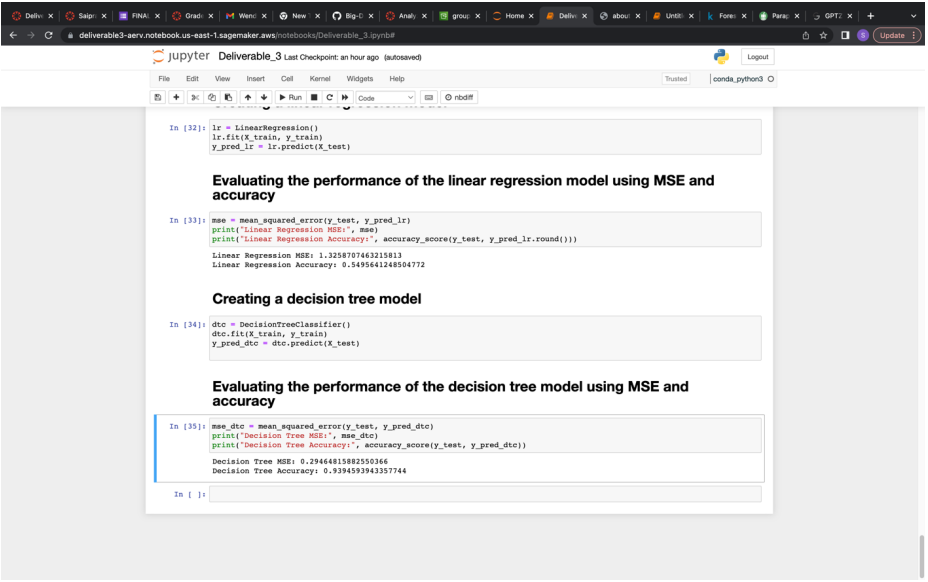 Delive Saipra FINAL Grade Wend New T Big-D Analy group Home Delive about Untitl Fores Parap GPT2
deliverable3-aerv.notebook.us-east-1.sagemaker.aws/notebooks/Deliverable_3.ipynb#
S Update
jupyter Deliverable_3 Last Checkpoint: an hour ago (autosaved)
Logout
File Edit View Insert Cell Kernel Widgets Help
Trusted conda_python3
Run Code nbdiff
In [32]: lr = LinearRegression()
lr.fit(X_train, y_train)
y_pred_lr = lr.predict(X_test)
Evaluating the performance of the linear regression model using MSE and
accuracy
In [33]: mse = mean_squared_error(y_test, y_pred_lr)
print("Linear Regression MSE:", mse)
print("Linear Regression Accuracy:", accuracy_score(y_test, y_pred_lr.round()))
Linear Regression MSE: 1.3258707463215813
Linear Regression Accuracy: 0.5495641248504772
Creating a decision tree model
In [34]: dtc = DecisionTreeClassifier()
dtc.fit(X_train, y_train)
y_pred_dtc = dtc.predict(X_test)
Evaluating the performance of the decision tree model using MSE and
accuracy
In [35]: mse_dtc = mean_squared_error(y_test, y_pred_dtc)
print("Decision Tree MSE:", mse_dtc)
print("Decision Tree Accuracy:", accuracy_score(y_test, y_pred_dtc))
Decision Tree MSE: 0.29464815882550366
Decision Tree Accuracy: 0.9394593943357744
In [ ]: